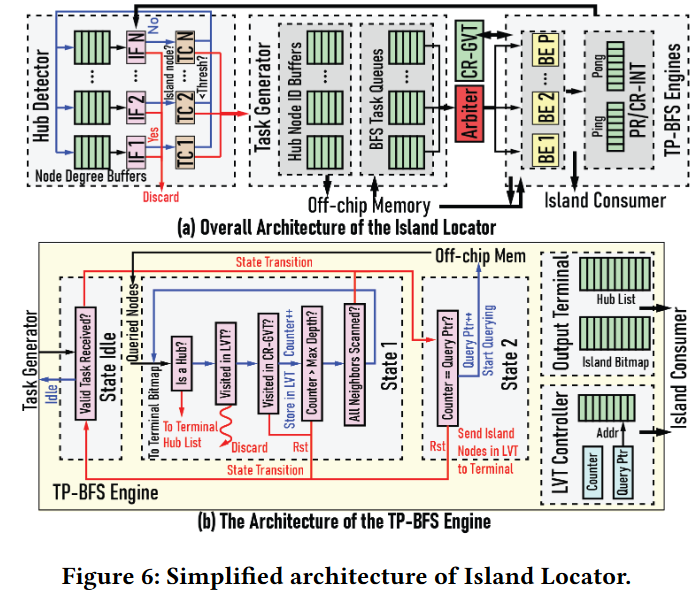 Hub Detector
Node Degree Buffers
...
IF N
IF 2
IF 1
No
Yes
Island node?
<Thresh?
TC N
TC 2
TC 1
Discard
Task Generator
Hub Node ID Buffers
BFS Task Queues
CR-GVT
Arbiter
BE P
BE 2
BE 1
Pong
Ping
PR/CR-INT
TP-BFS Engines
Off-chip Memory
Island Consumer
(a) Overall Architecture of the Island Locator
Task Generator
Idle
Valid Task Received?
State Idle
State Transition
Queried Nodes
Off-chip Mem
To Terminal Bitmap
Is a Hub?
To Terminal
Hub List
Visited in LVT?
Discard
Store in LVT
Counter++
Visited in CR-GVT?
Counter > Max Depth?
All Neighbors Scanned?
Rst
State 1
State Transition
Counter = Query Ptr?
Query Ptr++
Start Querying
State 2
Rst
Send Island
Nodes in LVT
to Terminal
Output Terminal
Hub List
Island Bitmap
LVT Controller
Addr
Counter
Query Ptr
Island Consumer
TP-BFS Engine
(b) The Architecture of the TP-BFS Engine
Figure 6: Simplified architecture of Island Locator.